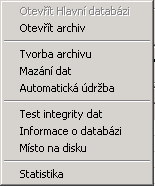 Otevřít Hlavní databázi
Otevřít archiv
Tvorba archivu
Mazání dat
Automatická údržba
Test integrity dat
Informace o databázi
Místo na disku
Statistika